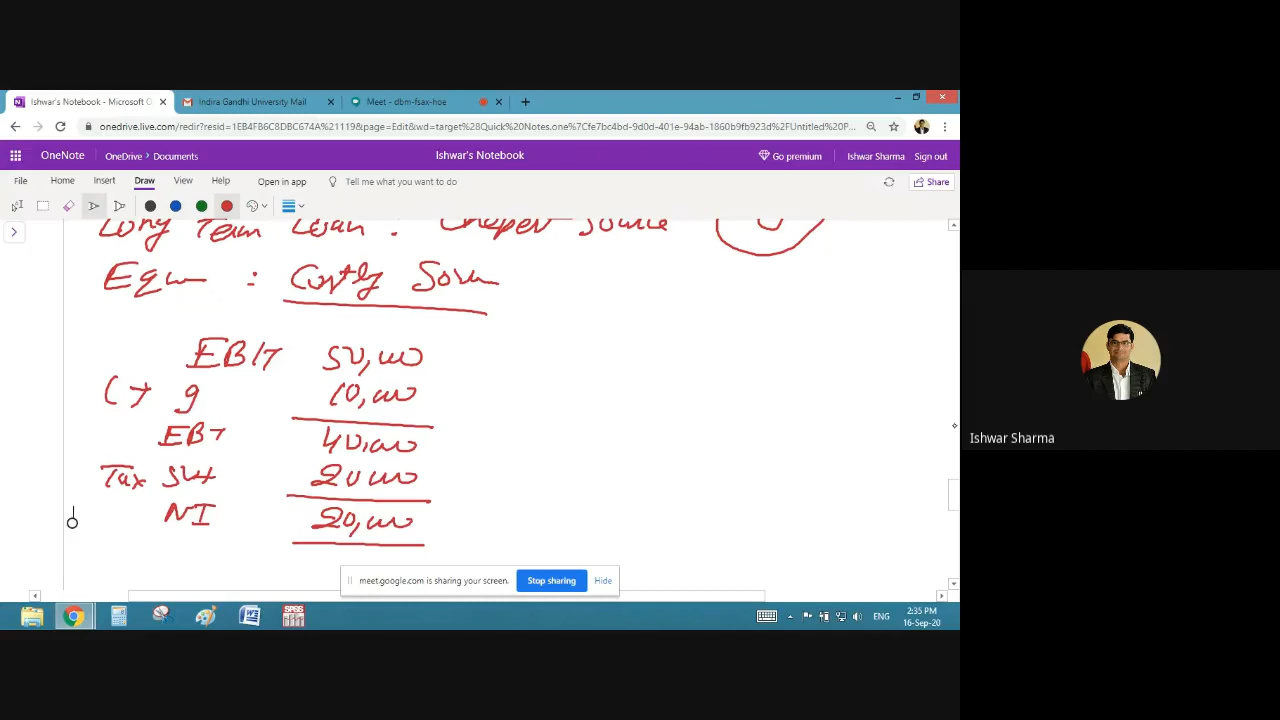 Ishwar's Notebook - Microsoft O
Indira Gandhi University Mail
Meet - dbm-fsax-hoe
onedrive.live.com/redir?resid=1EB4FB6C8DBC674A%21119&page=Edit&wd=target%28Quick%20Notes.one%7Cfe7bc4bd-9d0d-401e-94ab-1860b9fb923d%2FUntitled%20P...
OneNote
OneDrive › Documents
Ishwar's Notebook
Go premium
Ishwar Sharma
Sign out
File Home Insert Draw View Help Open in app Tell me what you want to do
Share
Long Term Loan : Cheper Source
Equ : Costly Sou
EBIT 50,000
(-) I 10,000
EBT 40,000
Tax 50% 20000
NI 20,000
meet.google.com is sharing your screen. Stop sharing Hide
Ishwar Sharma
SPSS
ENG
2:35 PM
16-Sep-20